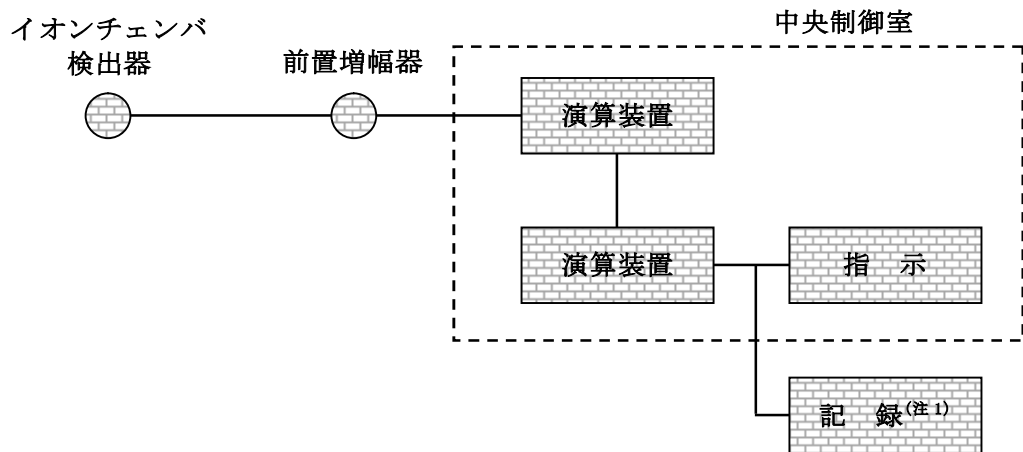 イオンチェンバ
検出器
前置増幅器
中央制御室
演算装置
演算装置
指 示
記 録(注1)